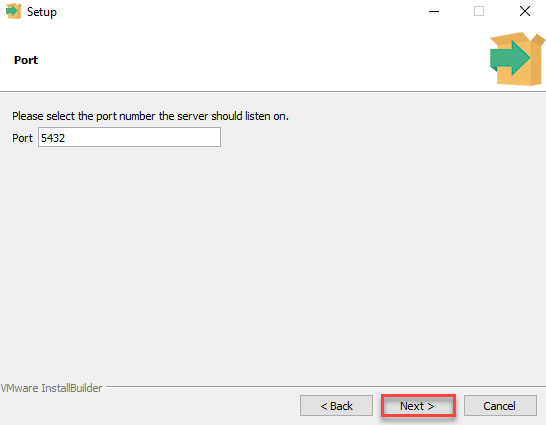 Setup
Port
Please select the port number the server should listen on.
Port 5432
VMware InstallBuilder
< Back Next > Cancel